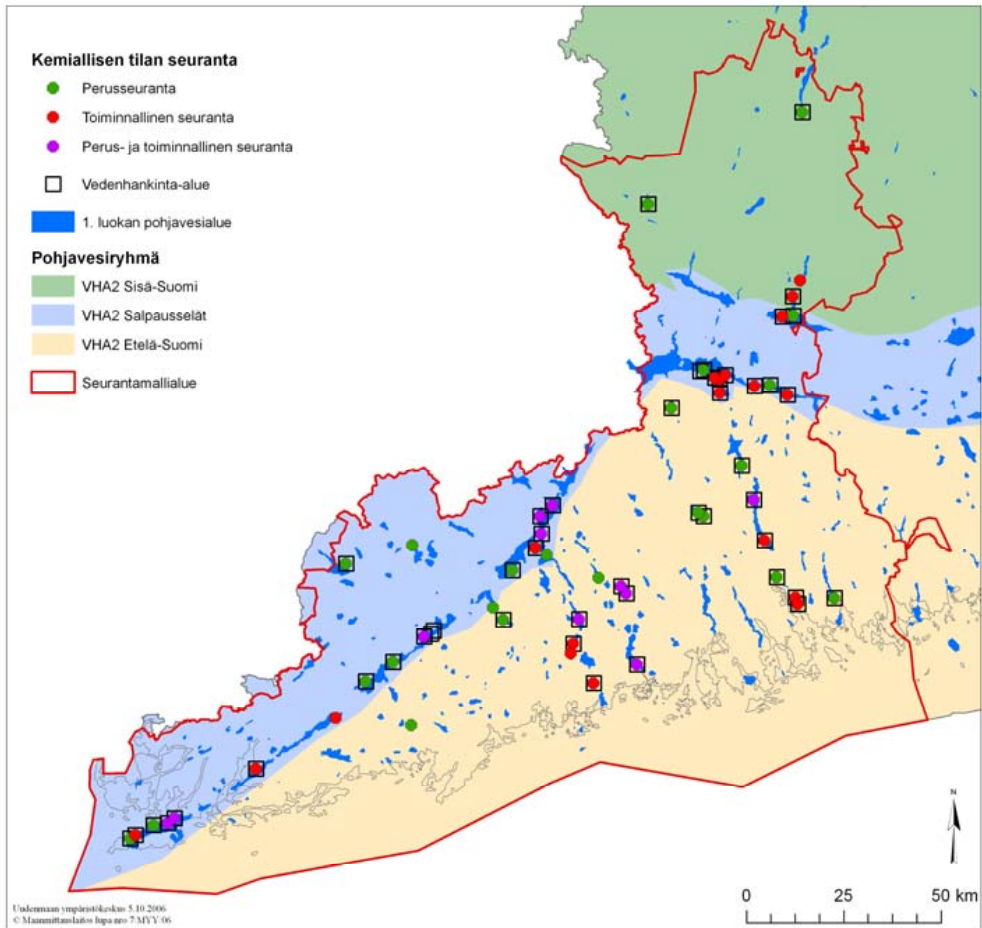 Kemiallisen tilan seuranta
Perusseuranta
Toiminnallinen seuranta
Perus- ja toiminnallinen seuranta
Vedenhankinta-alue
1. luokan pohjavesialue
Pohjavesiryhmä
VHA2 Sisä-Suomi
VHA2 Salpausselät
VHA2 Etelä-Suomi
Seurantamallialue
N
0 25 50 km
Uudenmaan ympäristökeskus 5.10.2006
© Maanmittauslaitos lupa nro 7/MYY/06